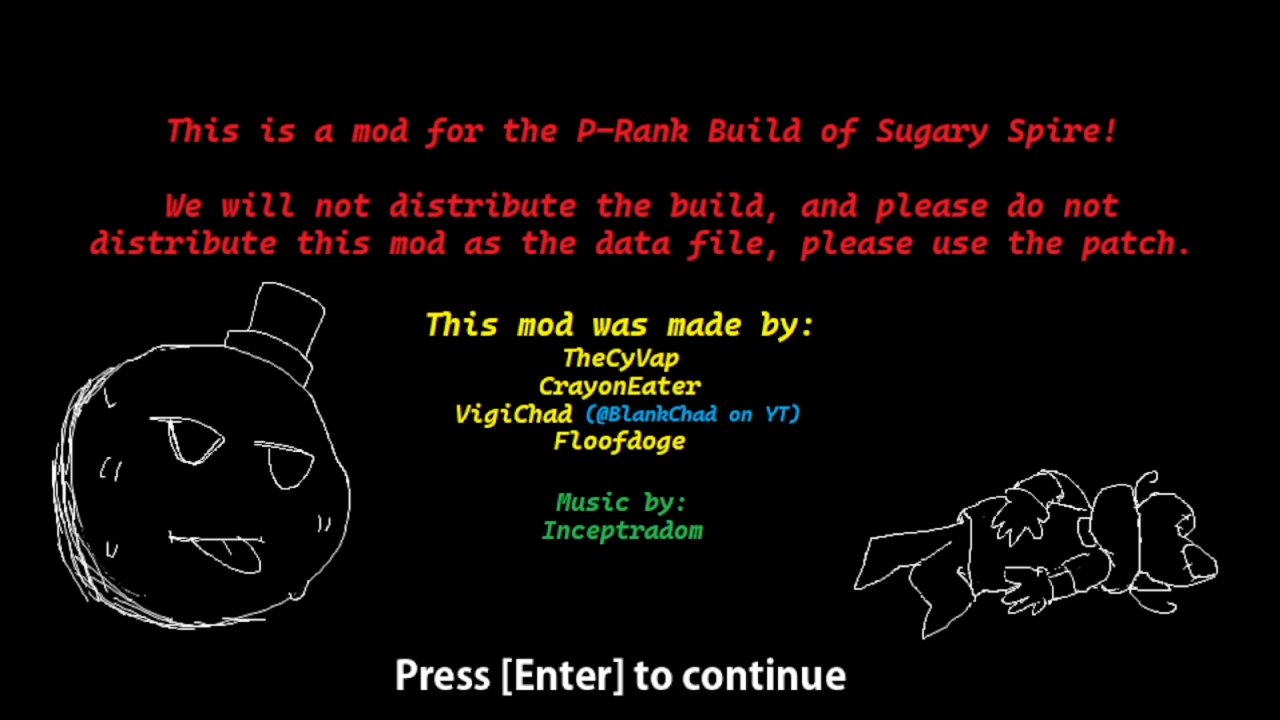 This is a mod for the P-Rank Build of Sugary Spire!
We will not distribute the build, and please do not
distribute this mod as the data file, please use the patch.
This mod was made by:
TheCyVap
CrayonEater
VigiChad (@BlankChad on YT)
Floofdoge
Music by:
Inceptradom
Press [Enter] to continue